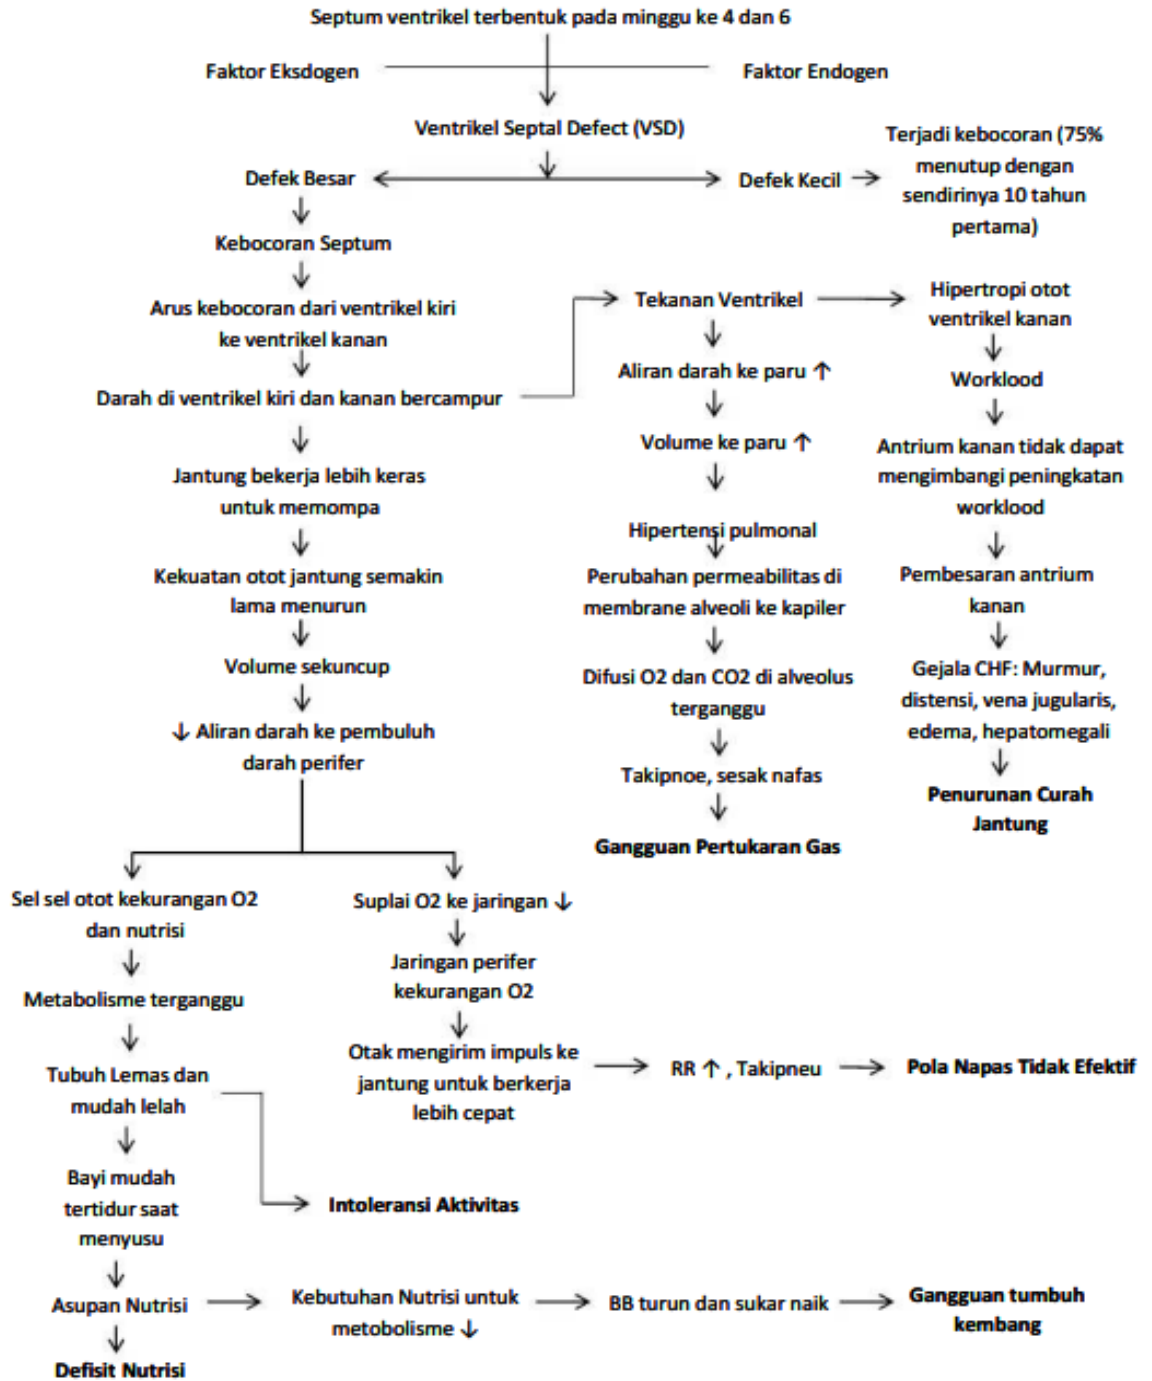 Septum ventrikel terbentuk pada minggu ke 4 dan 6
Faktor Eksdogen
Faktor Endogen
Ventrikel Septal Defect (VSD)
Defek Besar
Defek Kecil
Terjadi kebocoran (75%
menutup dengan
sendirinya 10 tahun
pertama)
Kebocoran Septum
Arus kebocoran dari ventrikel kiri
ke ventrikel kanan
Darah di ventrikel kiri dan kanan bercampur
Jantung bekerja lebih keras
untuk memompa
Kekuatan otot jantung semakin
lama menurun
Volume sekuncup
↓ Aliran darah ke pembuluh
darah perifer
Tekanan Ventrikel
Aliran darah ke paru ↑
Volume ke paru ↑
Hipertensi pulmonal
Perubahan permeabilitas di
membrane alveoli ke kapiler
Difusi O2 dan CO2 di alveolus
terganggu
Takipnoe, sesak nafas
Gangguan Pertukaran Gas
Hipertropi otot
ventrikel kanan
Worklood
Antrium kanan tidak dapat
mengimbangi peningkatan
worklood
Pembesaran antrium
kanan
Gejala CHF: Murmur,
distensi, vena jugularis,
edema, hepatomegali
Penurunan Curah
Jantung
Sel sel otot kekurangan O2
dan nutrisi
Metabolisme terganggu
Tubuh Lemas dan
mudah lelah
Bayi mudah
tertidur saat
menyusu
Asupan Nutrisi
Defisit Nutrisi
Suplai O2 ke jaringan ↓
Jaringan perifer
kekurangan O2
Otak mengirim impuls ke
jantung untuk berkerja
lebih cepat
RR ↑ , Takipneu
Pola Napas Tidak Efektif
Intoleransi Aktivitas
Kebutuhan Nutrisi untuk
metobolisme ↓
BB turun dan sukar naik
Gangguan tumbuh
kembang